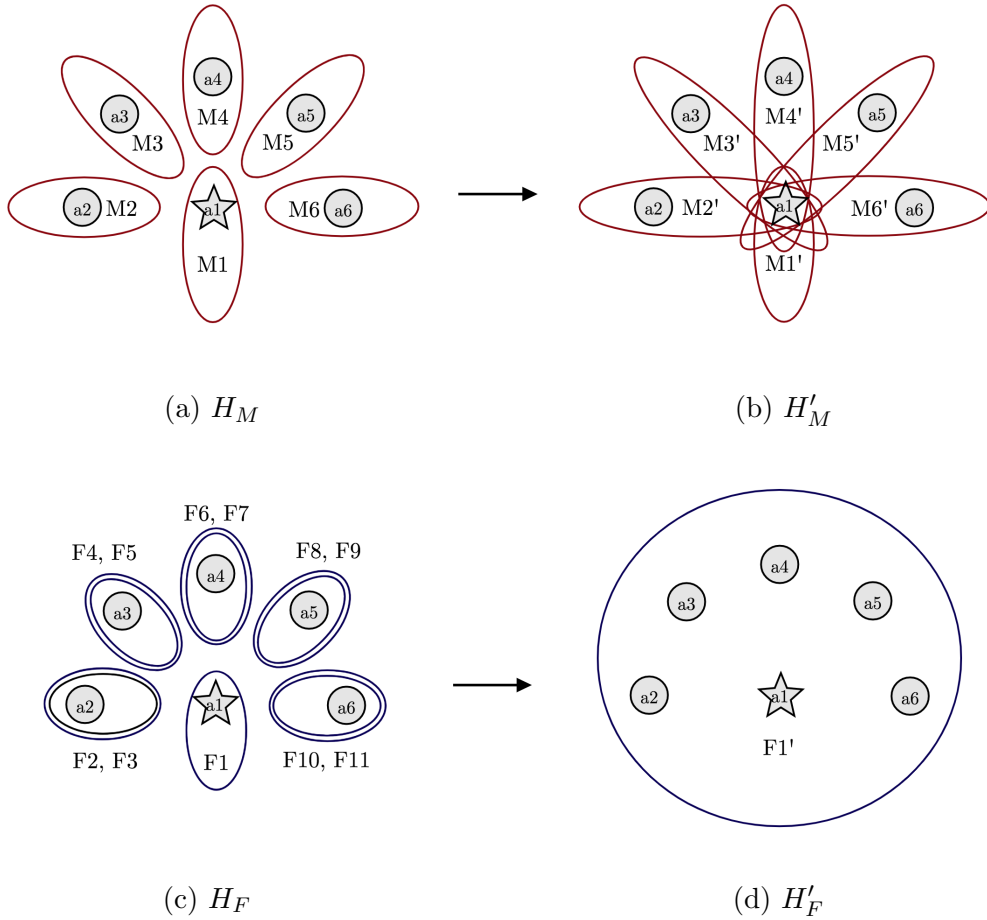 a4
M4
a3
M3
a5
M5
a2
M2
a1
M1
M6
a6
(a) H_M
a4
M4'
a3
M3'
a5
M5'
a2
M2'
a1
M1'
M6'
a6
(b) H'_M
F6, F7
F4, F5
F8, F9
a4
a3
a5
a2
a1
a6
F2, F3
F1
F10, F11
(c) H_F
a4
a3
a5
a2
a1
a6
F1'
(d) H'_F